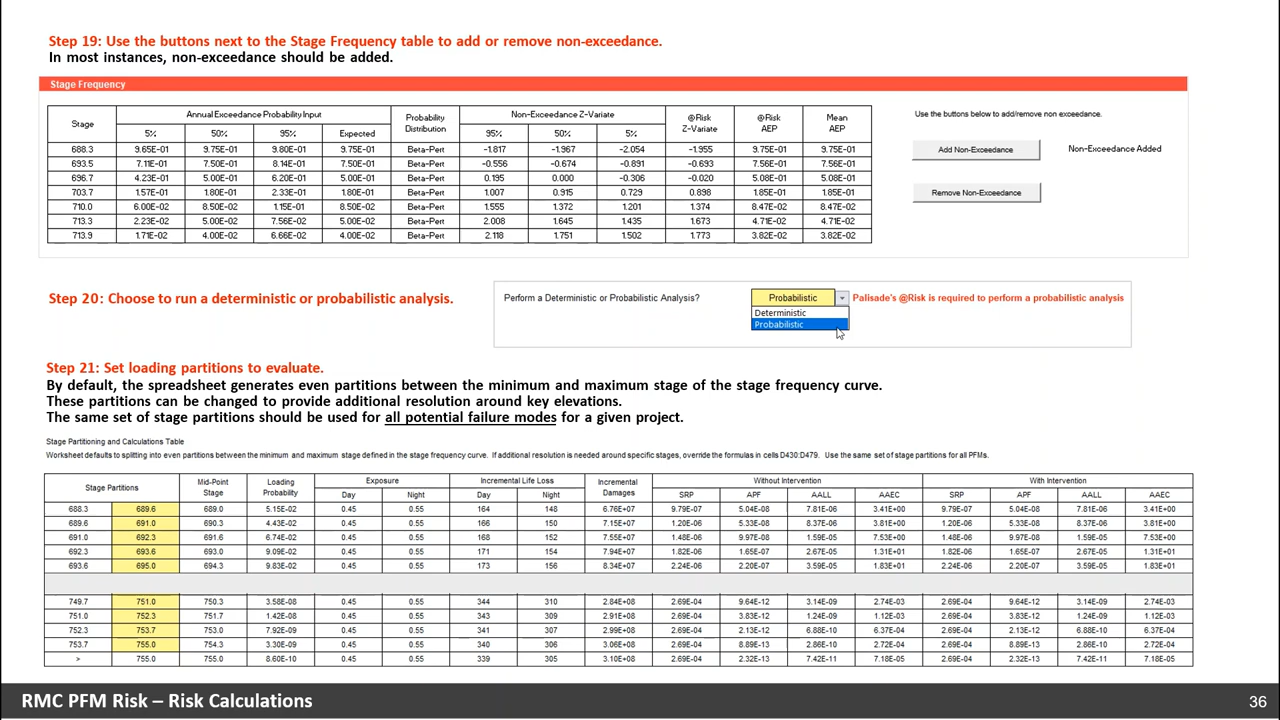 Step 19: Use the buttons next to the Stage Frequency table to add or remove non-exceedance.
In most instances, non-exceedance should be added.
Stage Frequency
Stage Annual Exceedance Probability Input Probability Distribution Non-Exceedance Z-Variate @Risk Z-Variate @Risk AEP Mean AEP
5% 50% 95% Expected 95% 50% 5%
688.3 9.65E-01 9.75E-01 9.80E-01 9.75E-01 Beta-Pert -1.817 -1.967 -2.054 -1.955 9.75E-01 9.75E-01
693.5 7.11E-01 7.50E-01 8.14E-01 7.50E-01 Beta-Pert -0.556 -0.674 -0.891 -0.693 7.56E-01 7.56E-01
696.7 4.23E-01 5.00E-01 6.20E-01 5.00E-01 Beta-Pert 0.195 0.000 -0.306 -0.020 5.08E-01 5.08E-01
703.7 1.57E-01 1.80E-01 2.33E-01 1.80E-01 Beta-Pert 1.007 0.915 0.729 0.898 1.85E-01 1.85E-01
710.0 6.00E-02 8.50E-02 1.15E-01 8.50E-02 Beta-Pert 1.555 1.372 1.201 1.374 8.47E-02 8.47E-02
713.3 2.23E-02 5.00E-02 7.56E-02 5.00E-02 Beta-Pert 2.008 1.645 1.435 1.673 4.71E-02 4.71E-02
713.9 1.71E-02 4.00E-02 6.66E-02 4.00E-02 Beta-Pert 2.118 1.751 1.502 1.773 3.82E-02 3.82E-02
Use the buttons below to add/remove non exceedance.
Add Non-Exceedance Non-Exceedance Added
Remove Non-Exceedance
Step 20: Choose to run a deterministic or probabilistic analysis.
Perform a Deterministic or Probabilistic Analysis? Probabilistic Palisade's @Risk is required to perform a probabilistic analysis
Deterministic
Probabilistic
Step 21: Set loading partitions to evaluate.
By default, the spreadsheet generates even partitions between the minimum and maximum stage of the stage frequency curve.
These partitions can be changed to provide additional resolution around key elevations.
The same set of stage partitions should be used for all potential failure modes for a given project.
Stage Partitioning and Calculations Table
Worksheet defaults to splitting into even partitions between the minimum and maximum stage defined in the stage frequency curve. If additional resolution is needed around specific stages, override the formulas in cells D430:D479. Use the same set of stage partitions for all PFMs.
Stage Partitions Mid-Point Stage Loading Probability Exposure Incremental Life Loss Incremental Damages Without Intervention With Intervention
Day Night Day Night SRP APF AALL AAEC SRP APF AALL AAEC
688.3 689.6 689.0 5.15E-02 0.45 0.55 164 148 6.76E+07 9.79E-07 5.04E-08 7.81E-06 3.41E+00 9.79E-07 5.04E-08 7.81E-06 3.41E+00
689.6 691.0 690.3 4.43E-02 0.45 0.55 166 150 7.15E+07 1.20E-06 5.33E-08 8.37E-06 3.81E+00 1.20E-06 5.33E-08 8.37E-06 3.81E+00
691.0 692.3 691.6 6.74E-02 0.45 0.55 168 152 7.55E+07 1.48E-06 9.97E-08 1.59E-05 7.53E+00 1.48E-06 9.97E-08 1.59E-05 7.53E+00
692.3 693.6 693.0 9.09E-02 0.45 0.55 171 154 7.94E+07 1.82E-06 1.65E-07 2.67E-05 1.31E+01 1.82E-06 1.65E-07 2.67E-05 1.31E+01
693.6 695.0 694.3 9.83E-02 0.45 0.55 173 156 8.34E+07 2.24E-06 2.20E-07 3.59E-05 1.83E+01 2.24E-06 2.20E-07 3.59E-05 1.83E+01
749.7 751.0 750.3 3.58E-08 0.45 0.55 344 310 2.84E+08 2.69E-04 9.64E-12 3.14E-09 2.74E-03 2.69E-04 9.64E-12 3.14E-09 2.74E-03
751.0 752.3 751.7 1.42E-08 0.45 0.55 343 309 2.91E+08 2.69E-04 3.83E-12 1.24E-09 1.12E-03 2.69E-04 3.83E-12 1.24E-09 1.12E-03
752.3 753.7 753.0 7.92E-09 0.45 0.55 341 307 2.99E+08 2.69E-04 2.13E-12 6.88E-10 6.37E-04 2.69E-04 2.13E-12 6.88E-10 6.37E-04
753.7 755.0 754.3 3.30E-09 0.45 0.55 340 306 3.06E+08 2.69E-04 8.89E-13 2.86E-10 2.72E-04 2.69E-04 8.89E-13 2.86E-10 2.72E-04
> 755.0 755.0 8.60E-10 0.45 0.55 339 305 3.10E+08 2.69E-04 2.32E-13 7.42E-11 7.18E-05 2.69E-04 2.32E-13 7.42E-11 7.18E-05
RMC PFM Risk – Risk Calculations
36